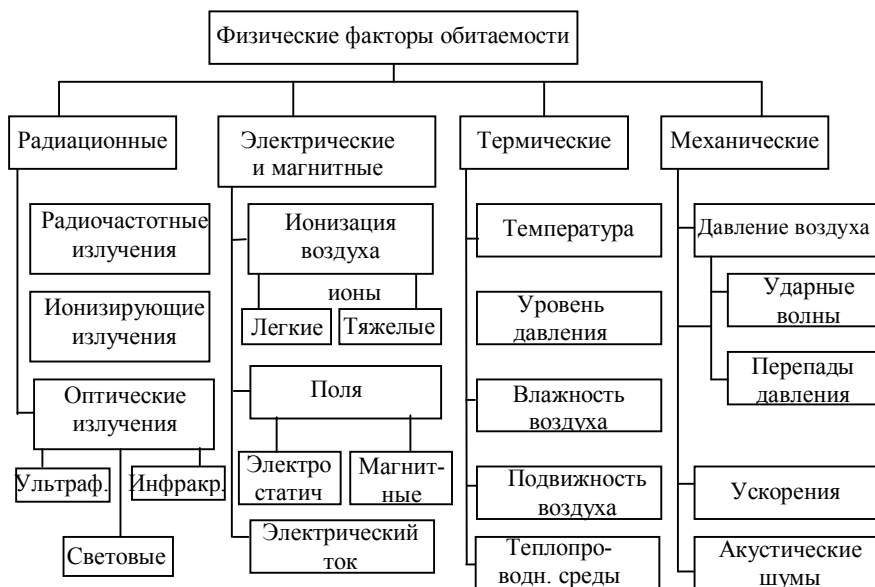 Физические факторы обитаемости
Радиационные
Радиочастотные
излучения
Ионизирующие
излучения
Оптические
излучения
Ультраф.
Инфракр.
Световые
Электрические
и магнитные
Ионизация
воздуха
ионы
Легкие
Тяжелые
Поля
Электро
статич
Магнит-
ные
Электрический
ток
Термические
Температура
Уровень
давления
Влажность
воздуха
Подвижность
воздуха
Теплопро-
водн. среды
Механические
Давление воздуха
Ударные
волны
Перепады
давления
Ускорения
Акустические
шумы